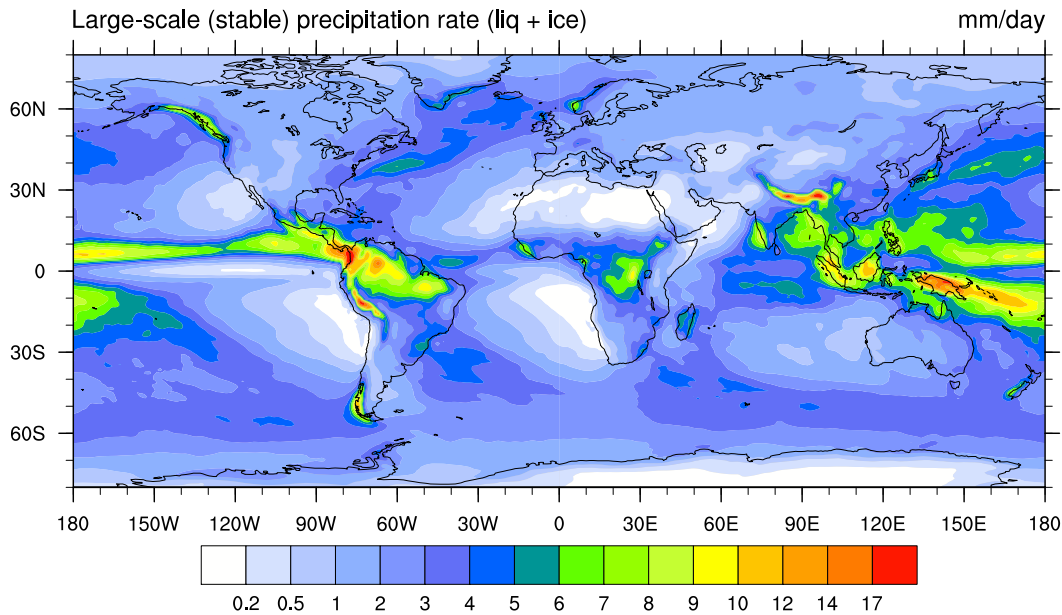 Large-scale (stable) precipitation rate (liq + ice) mm/day
60N
30N
0
30S
60S
180 150W 120W 90W 60W 30W 0 30E 60E 90E 120E 150E 180
0.2 0.5 1 2 3 4 5 6 7 8 9 10 12 14 17